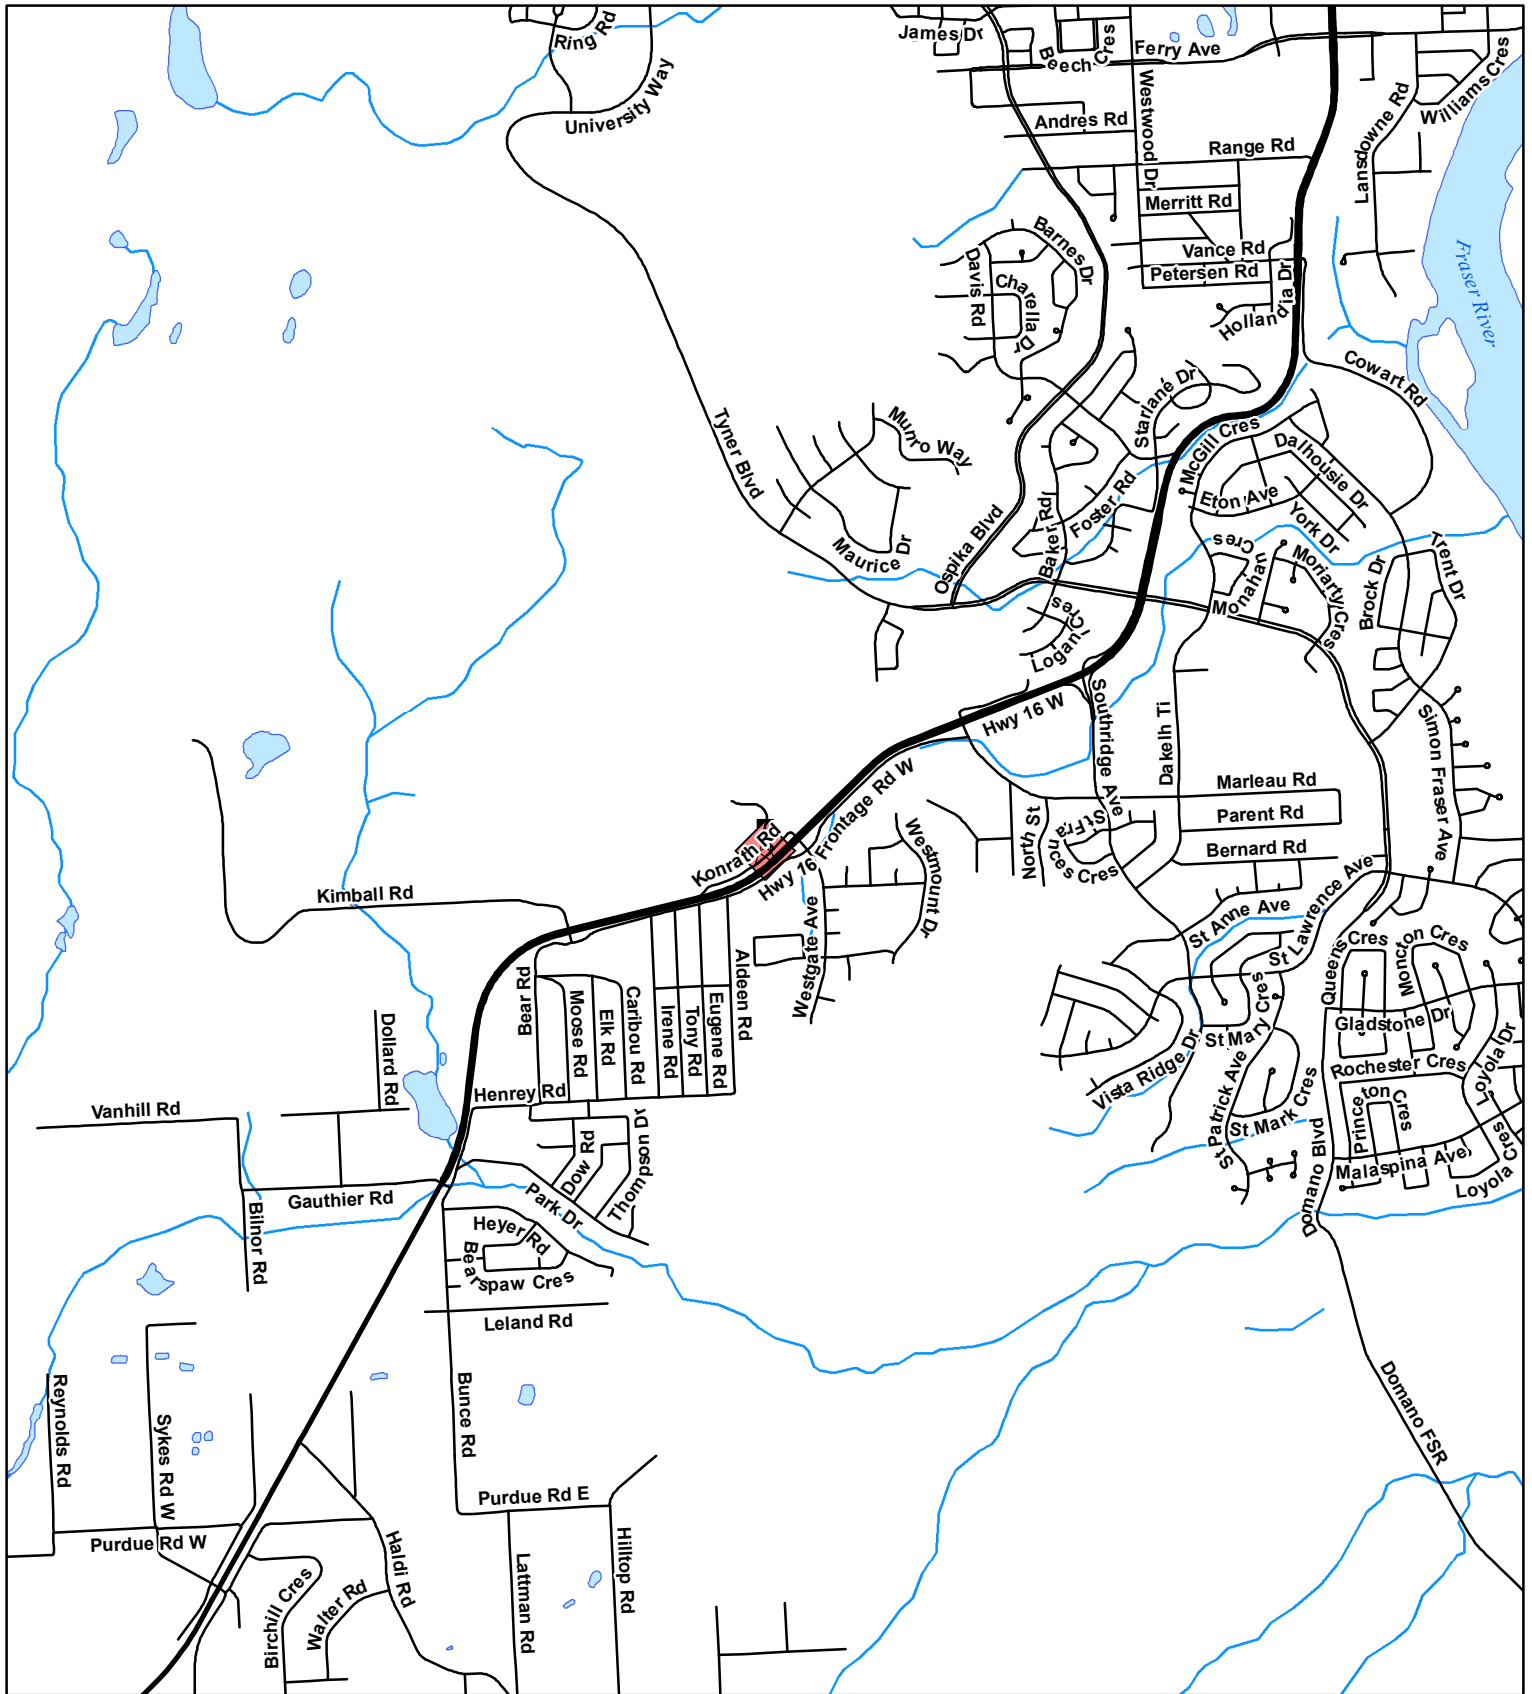 Ring Rd
University Way
James Dr
Beech Cres
Ferry Ave
Williams Cres
Lansdowne Rd
Andres Rd
Westwood Dr
Range Rd
Merritt Rd
Vance Rd
Petersen Rd
Hollandia Dr
Barnes Dr
Davis Rd
Charella Dr
Fraser River
Cowart Rd
Starlane Dr
Munro Way
Tyner Blvd
Maurice Dr
Ospika Blvd
Baker Rd
Foster Rd
McGill Cres
Dalhousie Dr
Eton Ave
York Dr
Monahan Cres
Moriarty Cres
Brock Dr
Trent Dr
Logan Cres
Hwy 16 W
Southridge Ave
Dakelh Ti
Simon Fraser Ave
Marleau Rd
Parent Rd
Bernard Rd
North St
St Frances Cres
Hwy 16 Frontage Rd W
Konrath Rd
Westmount Dr
Westgate Ave
Kimball Rd
St Anne Ave
St Lawrence Ave
Queens Cres
Moncton Cres
Gladstone Dr
Rochester Cres
Loyola Dr
Princeton Cres
Malaspina Ave
Loyola Cres
St Mary Cres
St Patrick Ave
St Mark Cres
Vista Ridge Dr
Domano Blvd
Bear Rd
Moose Rd
Elk Rd
Caribou Rd
Irene Rd
Tony Rd
Eugene Rd
Aldeen Rd
Dollard Rd
Henrey Rd
Vanhill Rd
Gauthier Rd
Bilnor Rd
Dow Rd
Thompson Dr
Park Dr
Heyer Rd
Bearspaw Cres
Leland Rd
Domano FSR
Bunce Rd
Reynolds Rd
Sykes Rd W
Purdue Rd E
Purdue Rd W
Haldi Rd
Lattman Rd
Hilltop Rd
Birchill Cres
Walter Rd